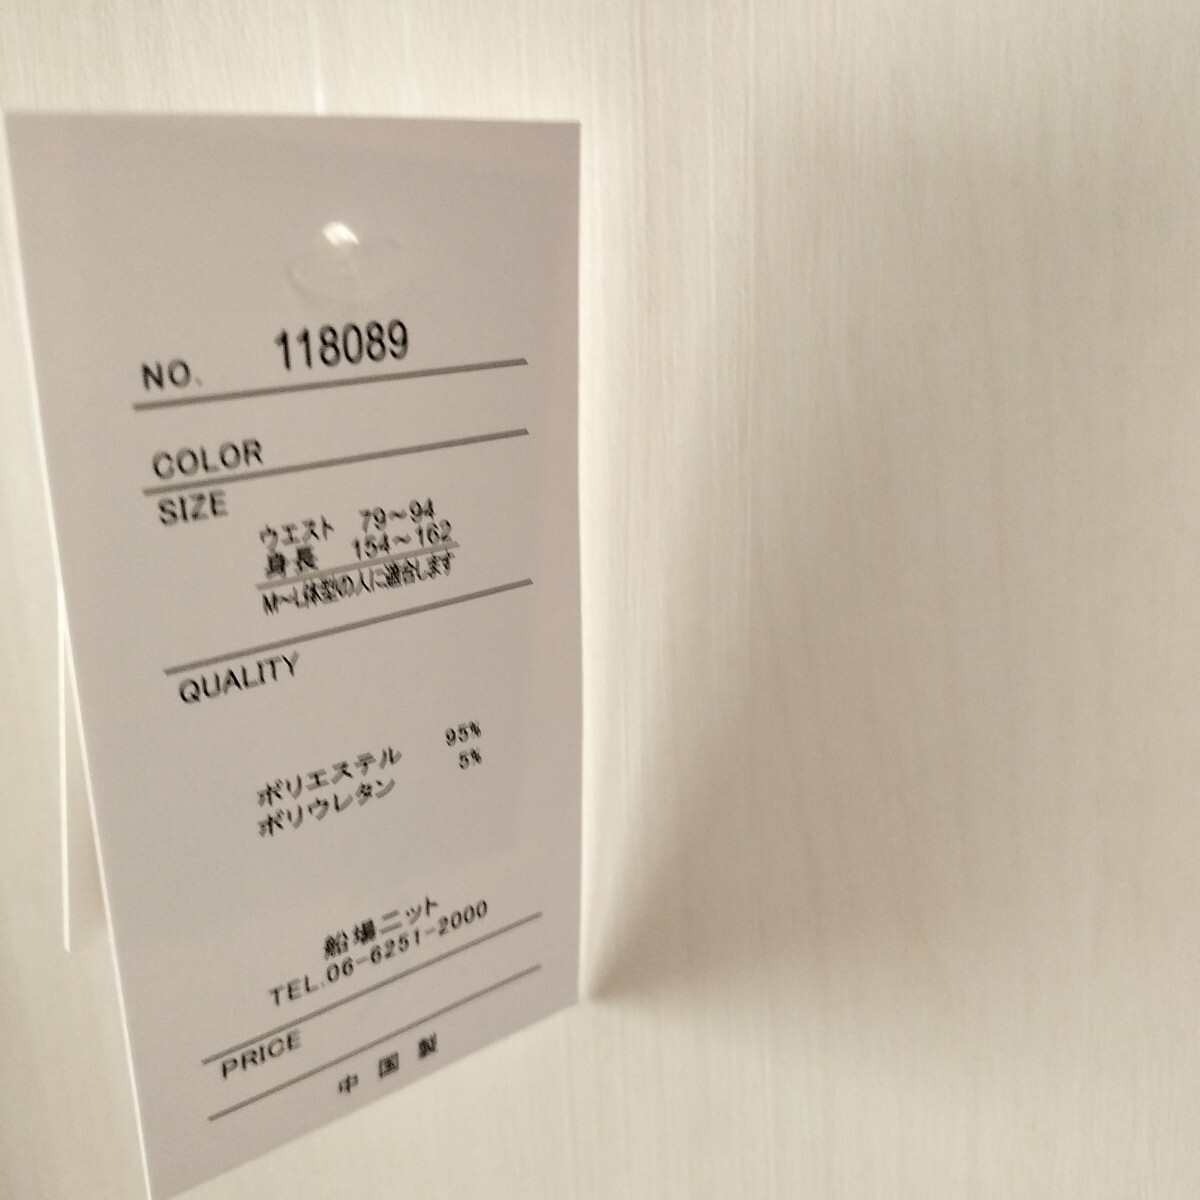 NO. 118089
COLOR
SIZE
ウエスト 79～94
身長 154～162
M～L体型の人に適合します
QUALITY
ポリエステル 95%
ポリウレタン 5%
船場ニット
TEL.06-6251-2000
PRICE
中国製